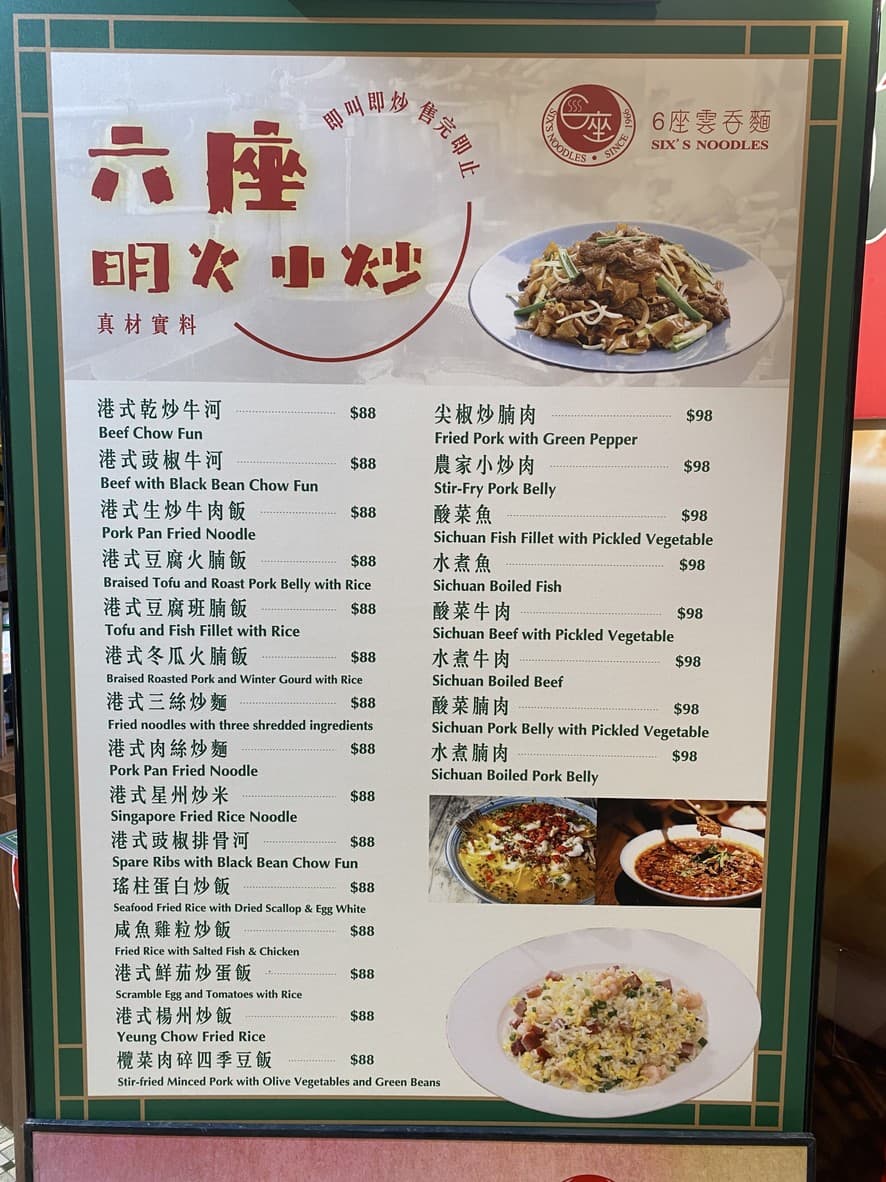 即叫即炒 售完即止
六座
明火小炒
真材實料
6座
SIX'S NOODLES • SINCE 1966
6座雲吞麵
SIX'S NOODLES
港式乾炒牛河 $88
Beef Chow Fun
港式豉椒牛河 $88
Beef with Black Bean Chow Fun
港式生炒牛肉飯 $88
Pork Pan Fried Noodle
港式豆腐火腩飯 $88
Braised Tofu and Roast Pork Belly with Rice
港式豆腐班腩飯 $88
Tofu and Fish Fillet with Rice
港式冬瓜火腩飯 $88
Braised Roasted Pork and Winter Gourd with Rice
港式三絲炒麵 $88
Fried noodles with three shredded ingredients
港式肉絲炒麵 $88
Pork Pan Fried Noodle
港式星州炒米 $88
Singapore Fried Rice Noodle
港式豉椒排骨河 $88
Spare Ribs with Black Bean Chow Fun
瑤柱蛋白炒飯 $88
Seafood Fried Rice with Dried Scallop & Egg White
咸魚雞粒炒飯 $88
Fried Rice with Salted Fish & Chicken
港式鮮茄炒蛋飯 $88
Scramble Egg and Tomatoes with Rice
港式楊州炒飯 $88
Yeung Chow Fried Rice
欖菜肉碎四季豆飯 $88
Stir-fried Minced Pork with Olive Vegetables and Green Beans
尖椒炒腩肉 $98
Fried Pork with Green Pepper
農家小炒肉 $98
Stir-Fry Pork Belly
酸菜魚 $98
Sichuan Fish Fillet with Pickled Vegetable
水煮魚 $98
Sichuan Boiled Fish
酸菜牛肉 $98
Sichuan Beef with Pickled Vegetable
水煮牛肉 $98
Sichuan Boiled Beef
酸菜腩肉 $98
Sichuan Pork Belly with Pickled Vegetable
水煮腩肉 $98
Sichuan Boiled Pork Belly